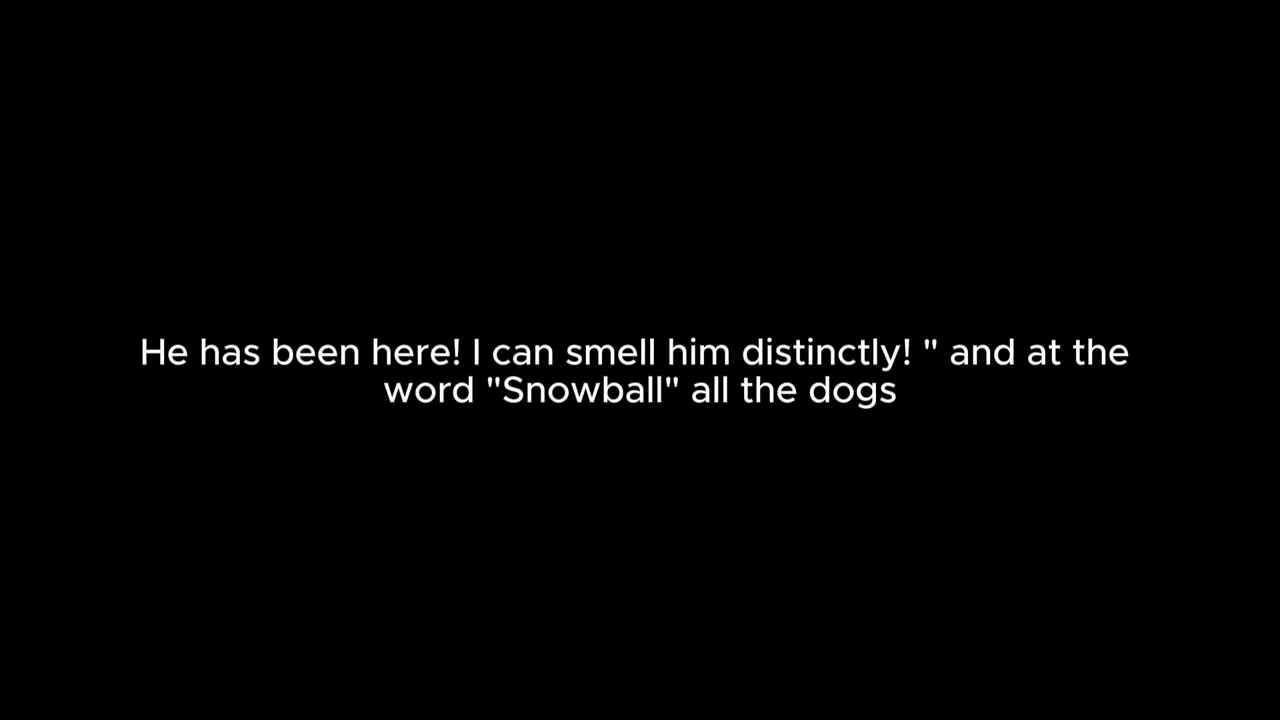 He has been here! I can smell him distinctly! " and at the
word "Snowball" all the dogs